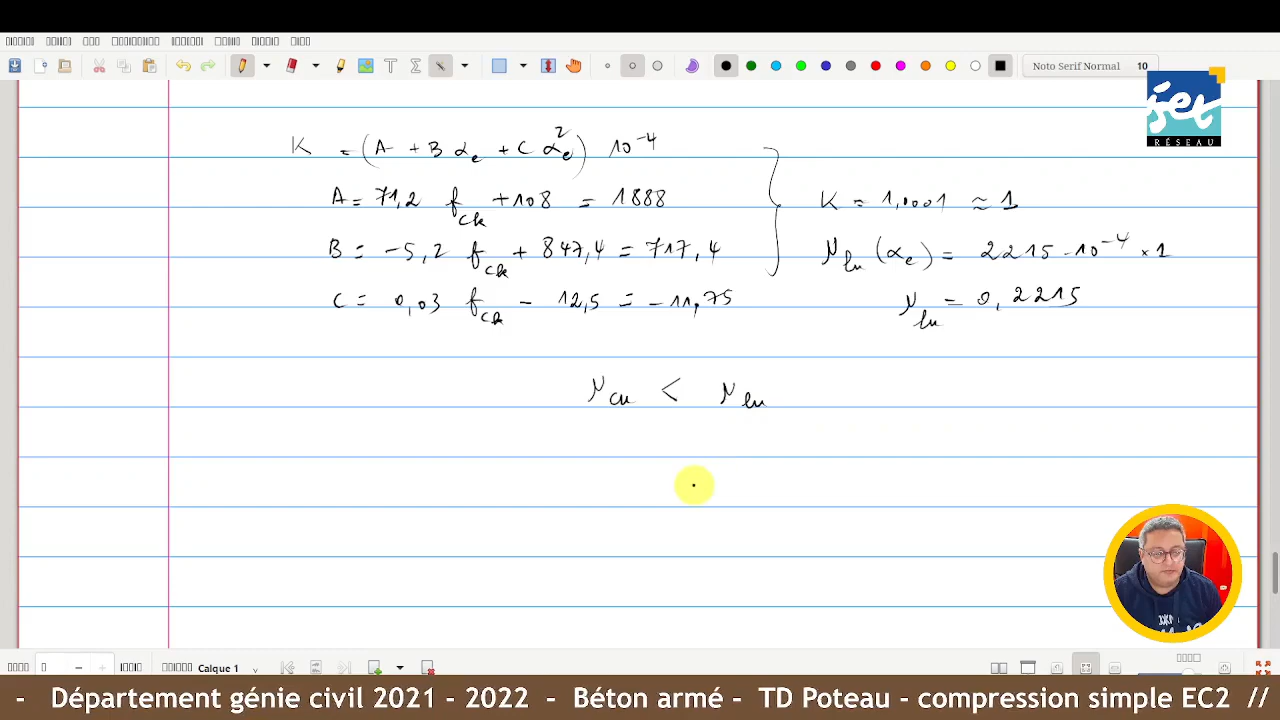 Noto Serif Normal 10
iset
RÉSEAU
K = (A + B αe + C αe²) 10⁻⁴
A = 71,2 fck + 108 = 1888
B = -5,2 fck + 847,4 = 717,4
C = 0,03 fck - 12,5 = -11,75
K = 1,0001 ≈ 1
μlu (αe) = 2215 · 10⁻⁴ × 1
μlu = 0,2215
μcu < μlu
Calque 1
- Département génie civil 2021 - 2022 - Béton armé - TD Poteau - compression simple EC2 //